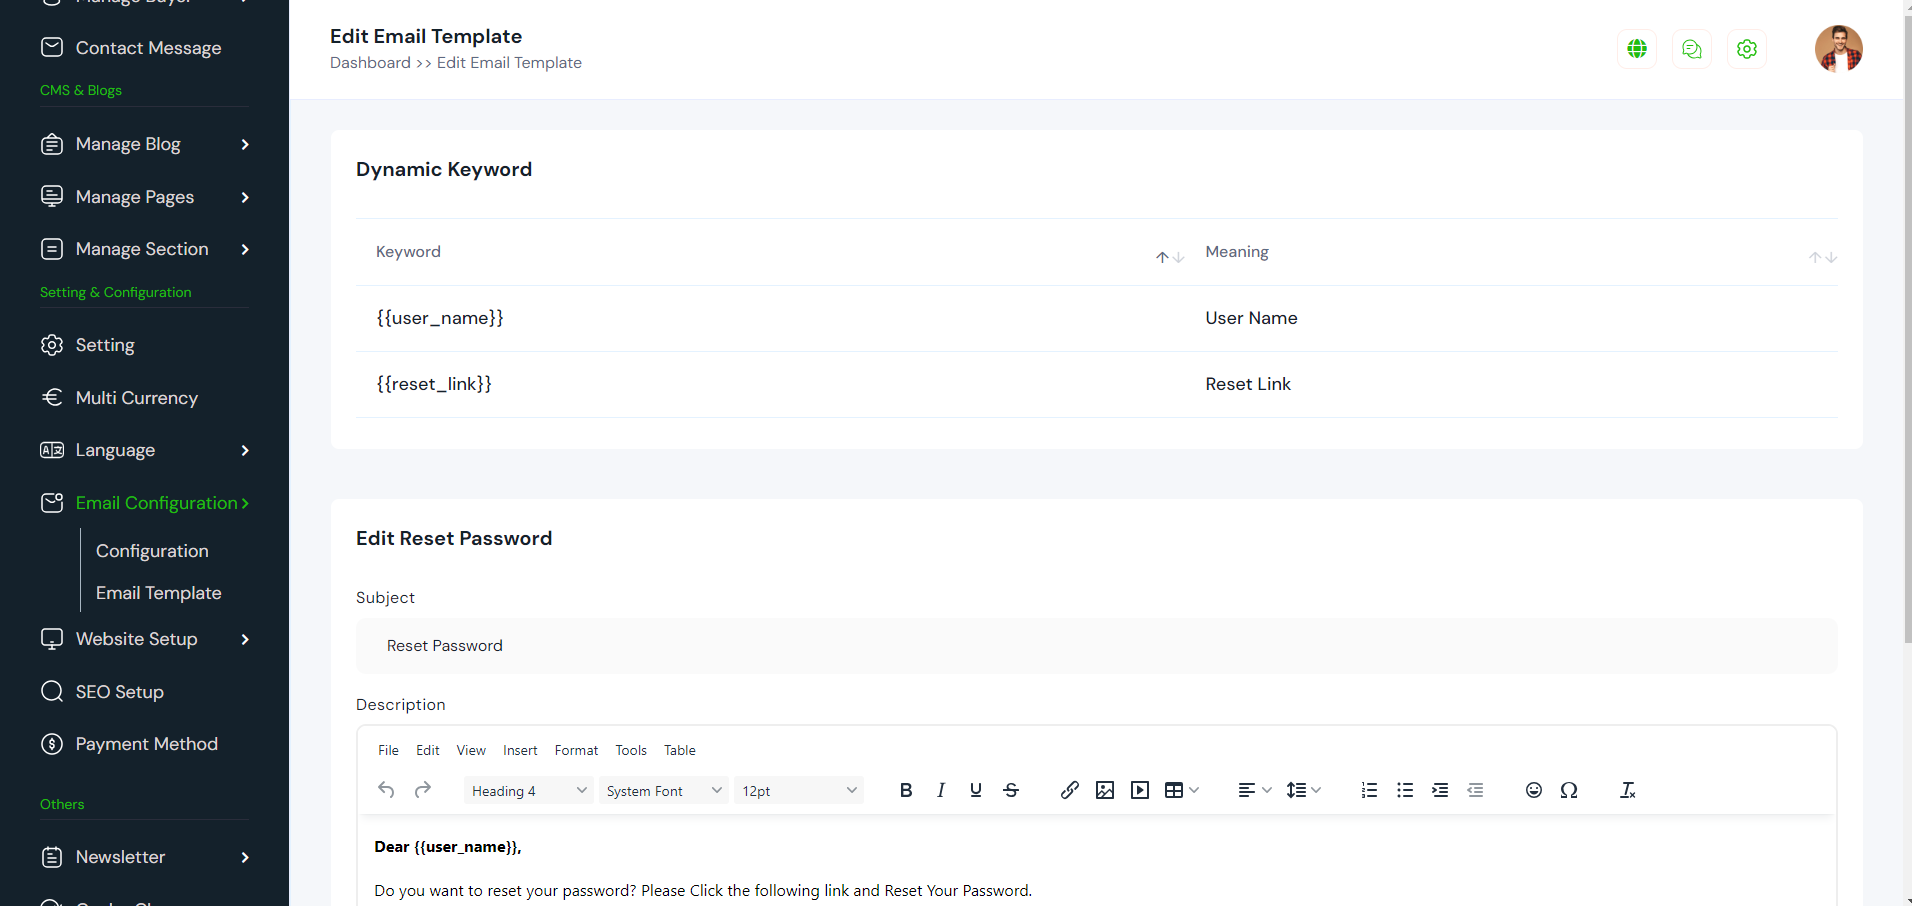 Contact Message
CMS & Blogs
Manage Blog
Manage Pages
Manage Section
Setting & Configuration
Setting
Multi Currency
Language
Email Configuration
Configuration
Email Template
Website Setup
SEO Setup
Payment Method
Others
Newsletter
Edit Email Template
Dashboard >> Edit Email Template
Dynamic Keyword
Keyword Meaning
{{user_name}} User Name
{{reset_link}} Reset Link
Edit Reset Password
Subject
Reset Password
Description
File Edit View Insert Format Tools Table
Heading 4 System Font 12pt
Dear {{user_name}},
Do you want to reset your password? Please Click the following link and Reset Your Password.